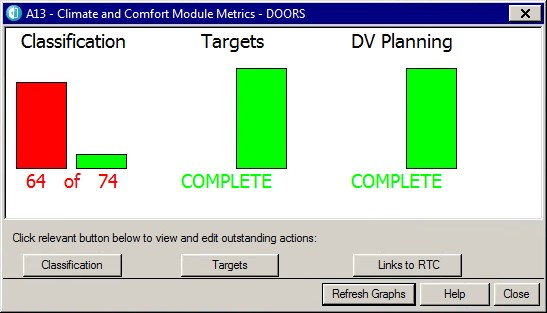 A13 - Climate and Comfort Module Metrics - DOORS
Classification Targets DV Planning
64 of 74 COMPLETE COMPLETE
Click relevant button below to view and edit outstanding actions:
Classification Targets Links to RTC
Refresh Graphs Help Close